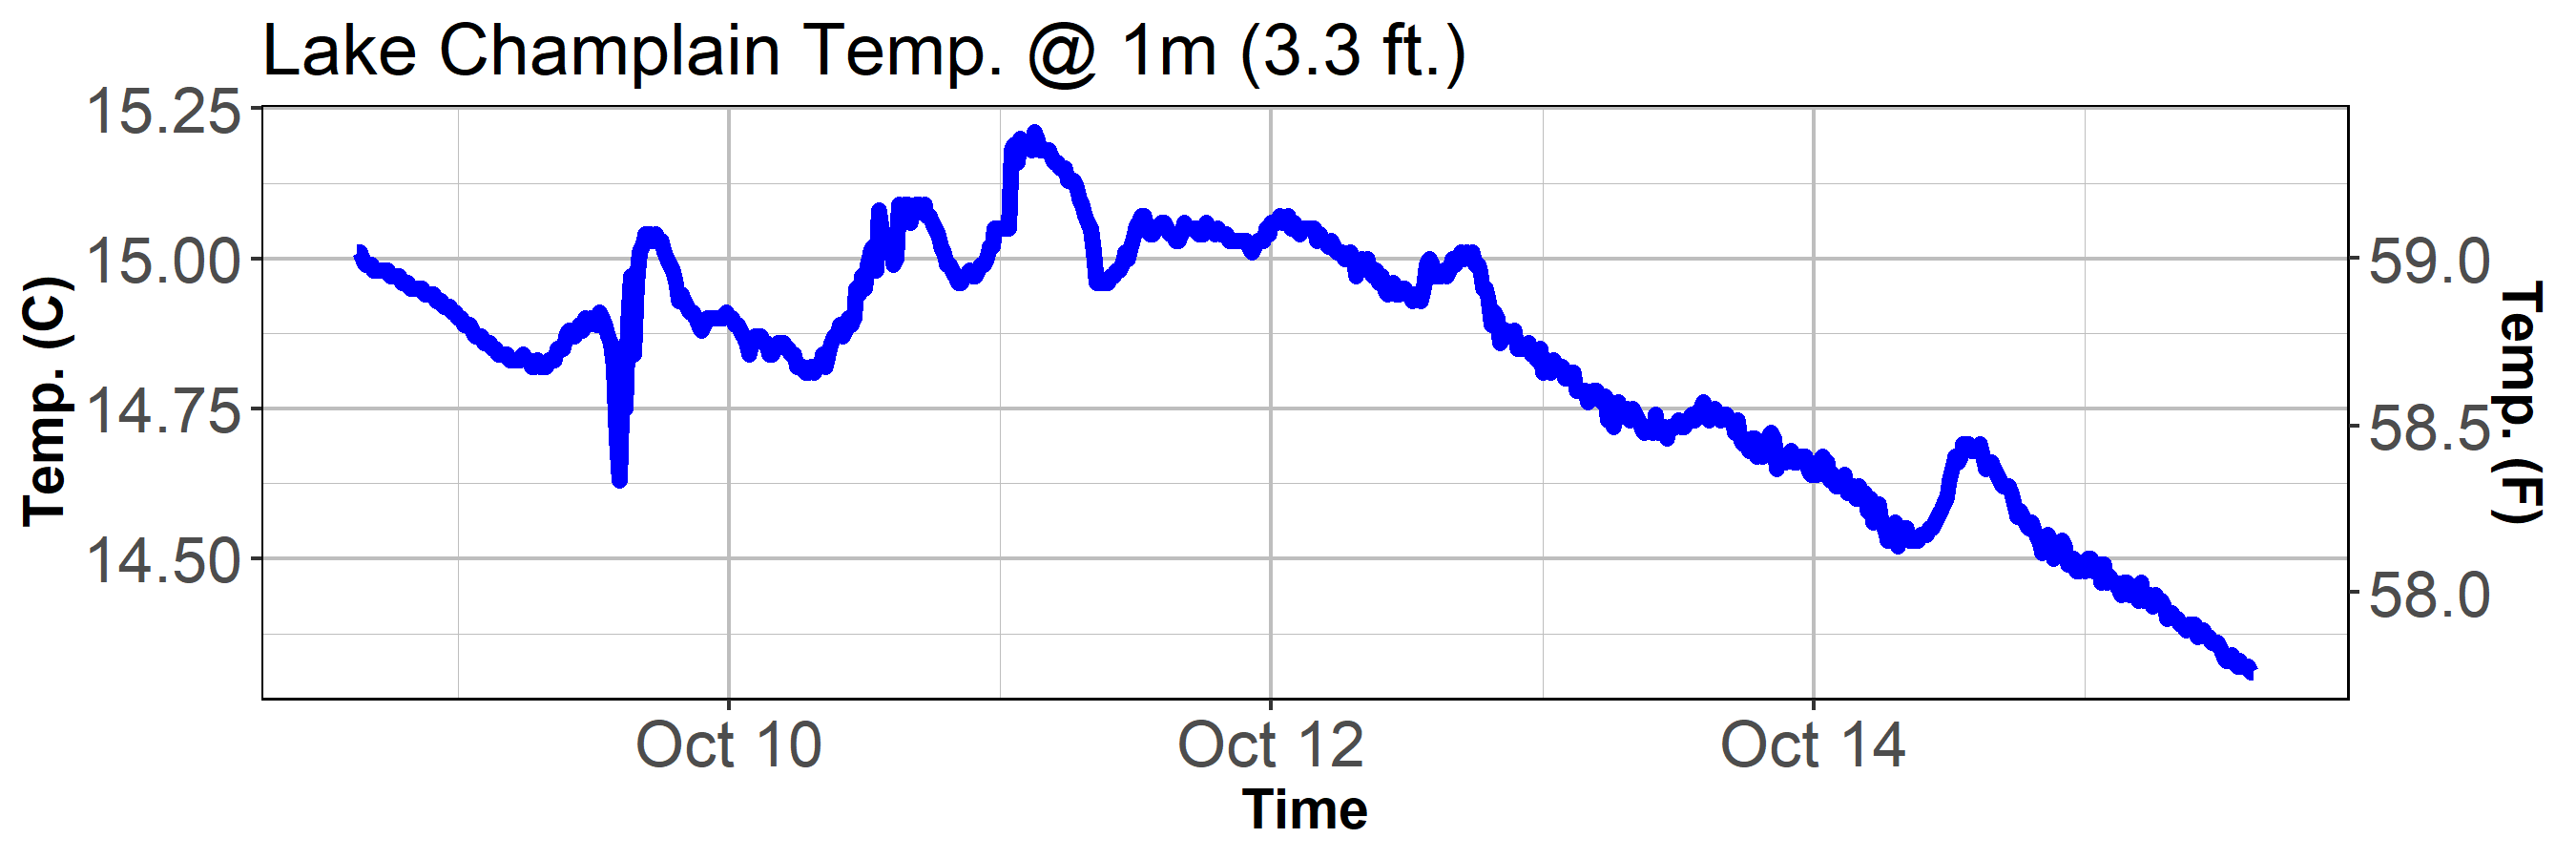 Lake Champlain Temp. @ 1m (3.3 ft.)
15.25
15.00
14.75
14.50
Temp. (C)
59.0
58.5
58.0
Temp. (F)
Oct 10 Oct 12 Oct 14
Time